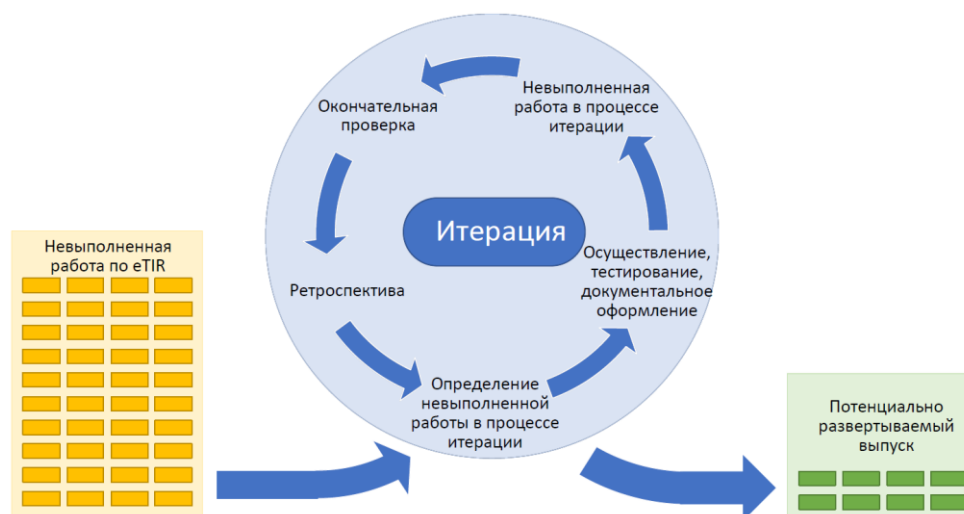 Невыполненная
работа по eTIR
Итерация
Невыполненная
работа в процессе
итерации
Окончательная
проверка
Ретроспектива
Определение
невыполненной
работы в процессе
итерации
Осуществление,
тестирование,
документальное
оформление
Потенциально
развертываемый
выпуск